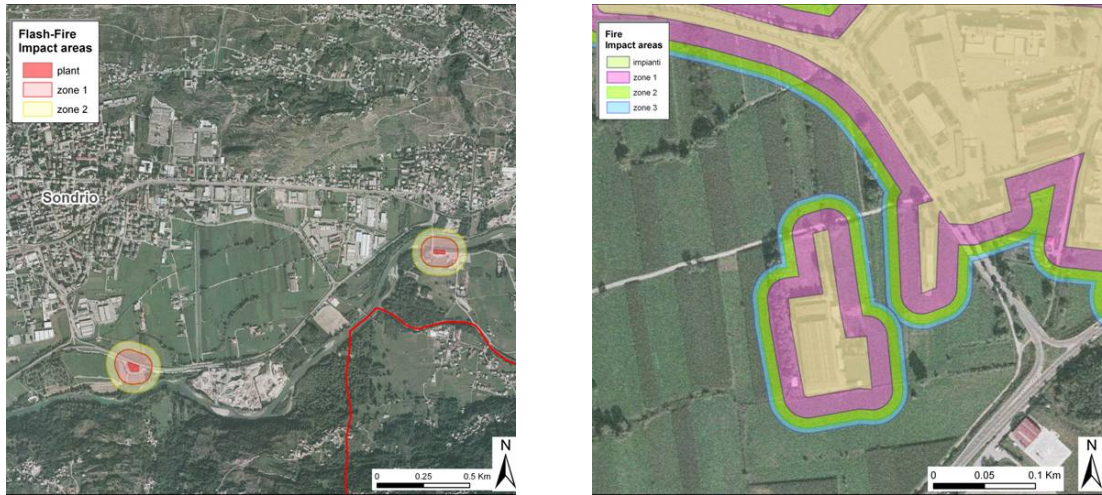 Flash-Fire
Impact areas
plant
zone 1
zone 2
Sondrio
N
0 0.25 0.5 Km
Fire
Impact areas
impianti
zone 1
zone 2
zone 3
N
0 0.05 0.1 Km